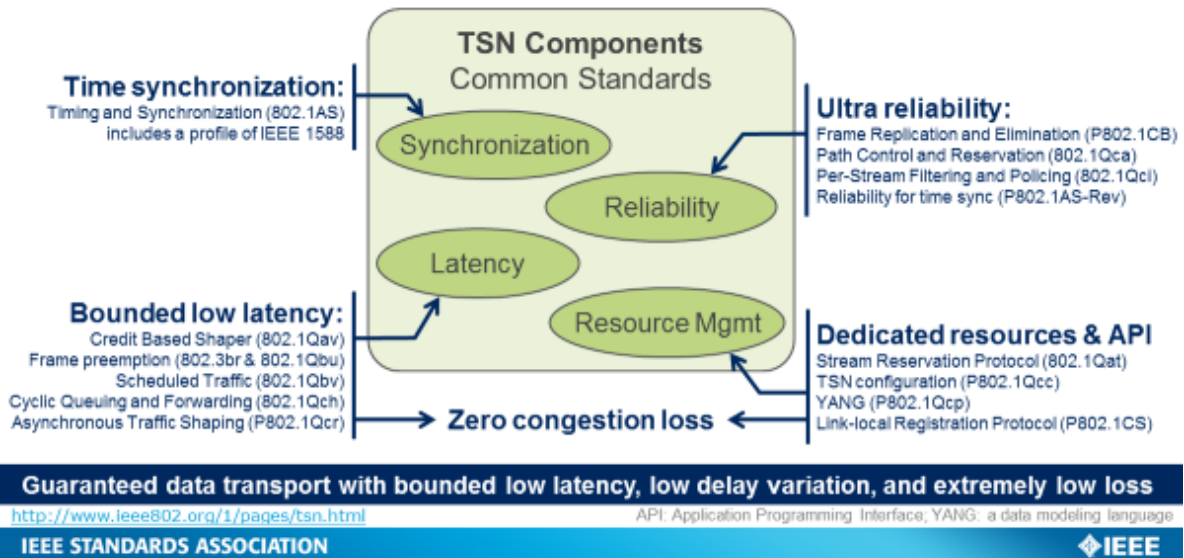 TSN Components
Common Standards
Time synchronization:
Timing and Synchronization (802.1AS)
includes a profile of IEEE 1588
Synchronization
Ultra reliability:
Frame Replication and Elimination (P802.1CB)
Path Control and Reservation (802.1Qca)
Per-Stream Filtering and Policing (802.1Qci)
Reliability for time sync (P802.1AS-Rev)
Reliability
Latency
Bounded low latency:
Credit Based Shaper (802.1Qav)
Frame preemption (802.3br & 802.1Qbu)
Scheduled Traffic (802.1Qbv)
Cyclic Queuing and Forwarding (802.1Qch)
Asynchronous Traffic Shaping (P802.1Qcr)
Resource Mgmt
Dedicated resources & API
Stream Reservation Protocol (802.1Qat)
TSN configuration (P802.1Qcc)
YANG (P802.1Qcp)
Link-local Registration Protocol (P802.1CS)
Zero congestion loss
Guaranteed data transport with bounded low latency, low delay variation, and extremely low loss
http://www.ieee802.org/1/pages/tsn.html
API: Application Programming Interface; YANG: a data modeling language
IEEE STANDARDS ASSOCIATION
IEEE